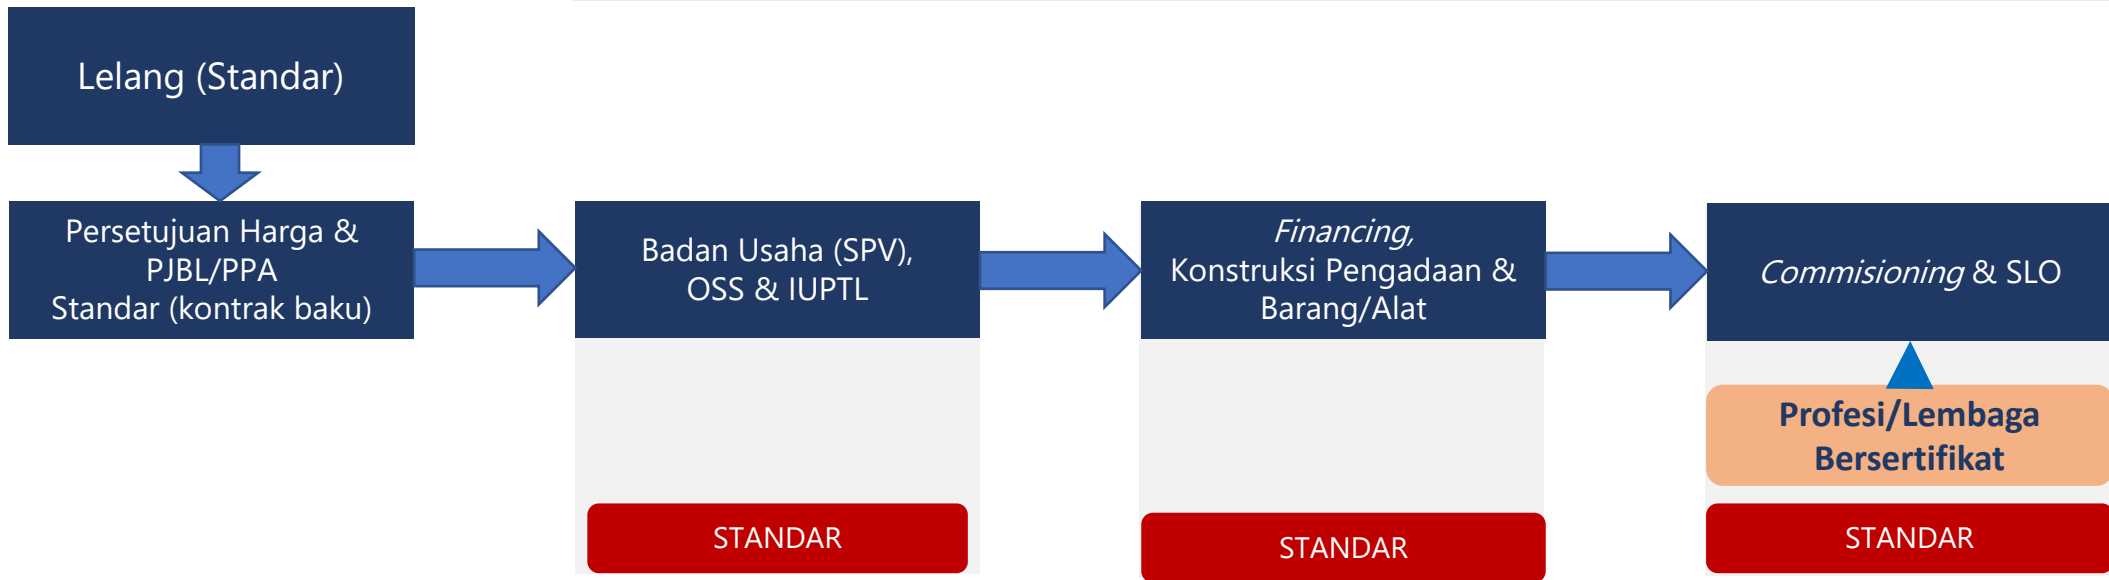 Lelang (Standar)
Persetujuan Harga &
PJBL/PPA
Standar (kontrak baku)
Badan Usaha (SPV),
OSS & IUPTL
Financing,
Konstruksi Pengadaan &
Barang/Alat
Commisioning & SLO
Profesi/Lembaga
Bersertifikat
STANDAR
STANDAR
STANDAR